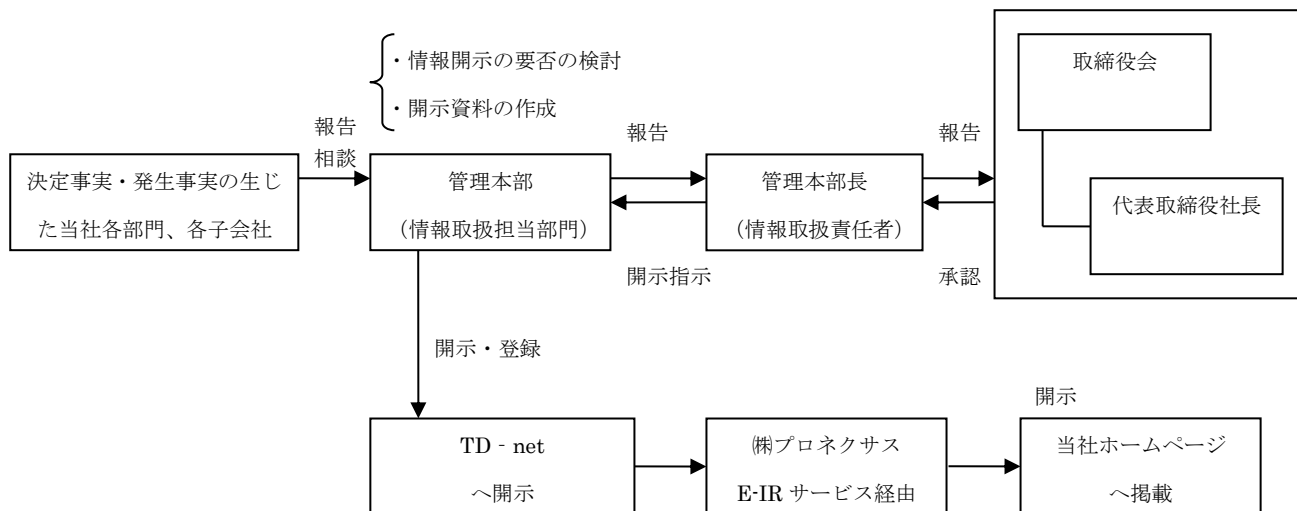 ・情報開示の要否の検討
・開示資料の作成
取締役会
報告
相談
報告
報告
決定事実・発生事実の生じ
た当社各部門、各子会社
管理本部
（情報取扱担当部門）
管理本部長
（情報取扱責任者）
代表取締役社長
開示指示
承認
開示・登録
開示
TD‐net
へ開示
㈱プロネクサス
E-IR サービス経由
当社ホームページ
へ掲載